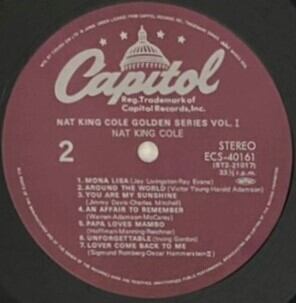 Capitol
Reg. Trademark of
Capitol Records, Inc.
NAT KING COLE GOLDEN SERIES VOL. I
NAT KING COLE
2
STEREO
ECS-40161
(ST2-21017)
33⅓ r.p.m.
1-MONA LISA (Jay Livingston-Ray Evans)
2-AROUND THE WORLD (Victor Young-Harold Adamson)
3-YOU ARE MY SUNSHINE
(Jimmy Davis-Charles Mitchell)
4-AN AFFAIR TO REMEMBER
(Warren-Adamson-McCarey)
5-PAPA LOVES MAMBO
(Hoffmann-Manning-Reichner)
6-UNFORGETTABLE (Irving Gordon)
7-LOVER COME BACK TO ME
(Sigmund Romberg-Oscar Hammerstein II)